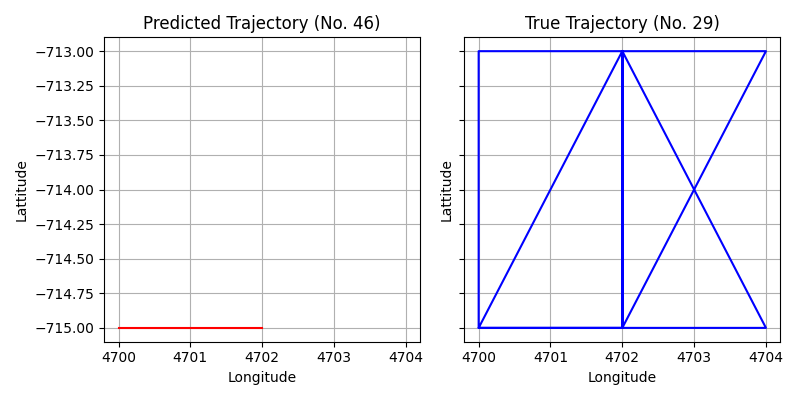 Predicted Trajectory (No. 46)
True Trajectory (No. 29)
−713.00
−713.25
−713.50
−713.75
−714.00
−714.25
−714.50
−714.75
−715.00
Lattitude
Lattitude
4700 4701 4702 4703 4704
4700 4701 4702 4703 4704
Longitude
Longitude